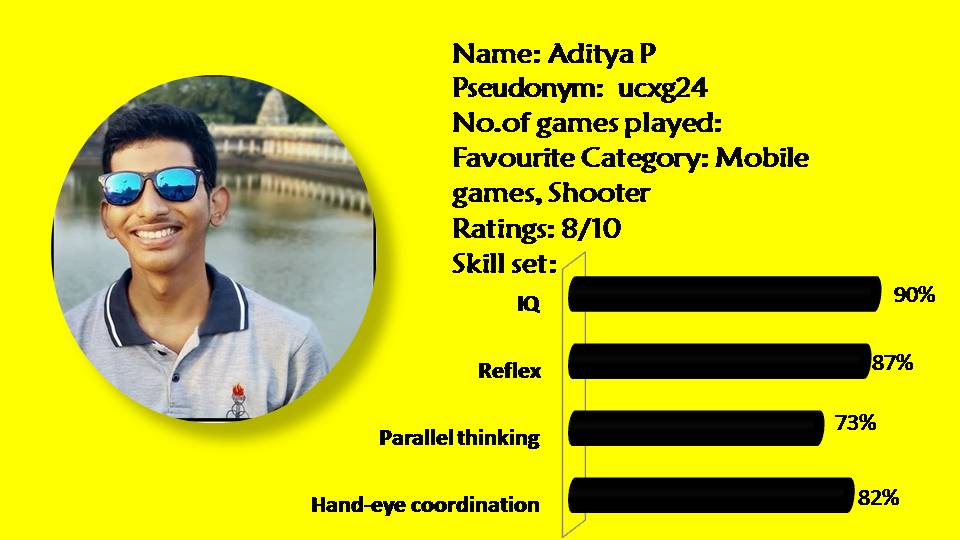 Name: Aditya P
Pseudonym: ucxg24
No.of games played:
Favourite Category: Mobile
games, Shooter
Ratings: 8/10
Skill set:
IQ 90%
Reflex 87%
Parallel thinking 73%
Hand-eye coordination 82%